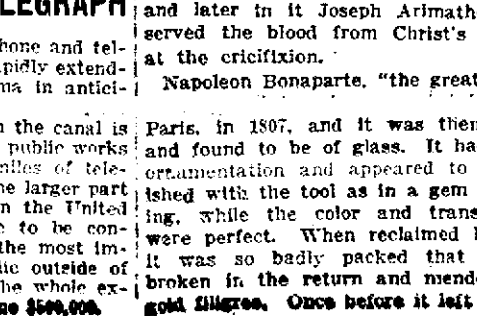 LEGRAPH
hone and tel-
pidly extend-
ma in antici-
n the canal is
public works
miles of tele-
he larger part
n the United
to be con-
the most im-
lic outside of
he whole ex-
$500,000.
and later in it Joseph Arimath
served the blood from Christ's
at the cricifixion.
Napoleon Bonaparte, "the great
Paris, in 1807, and it was then
and found to be of glass. It ha
ornamentation and appeared to
ished with the tool as in a gem
ing, while the color and trans
were perfect. When reclaimed
it was so badly packed that
broken in the return and mend
gold filigree. Once before it left